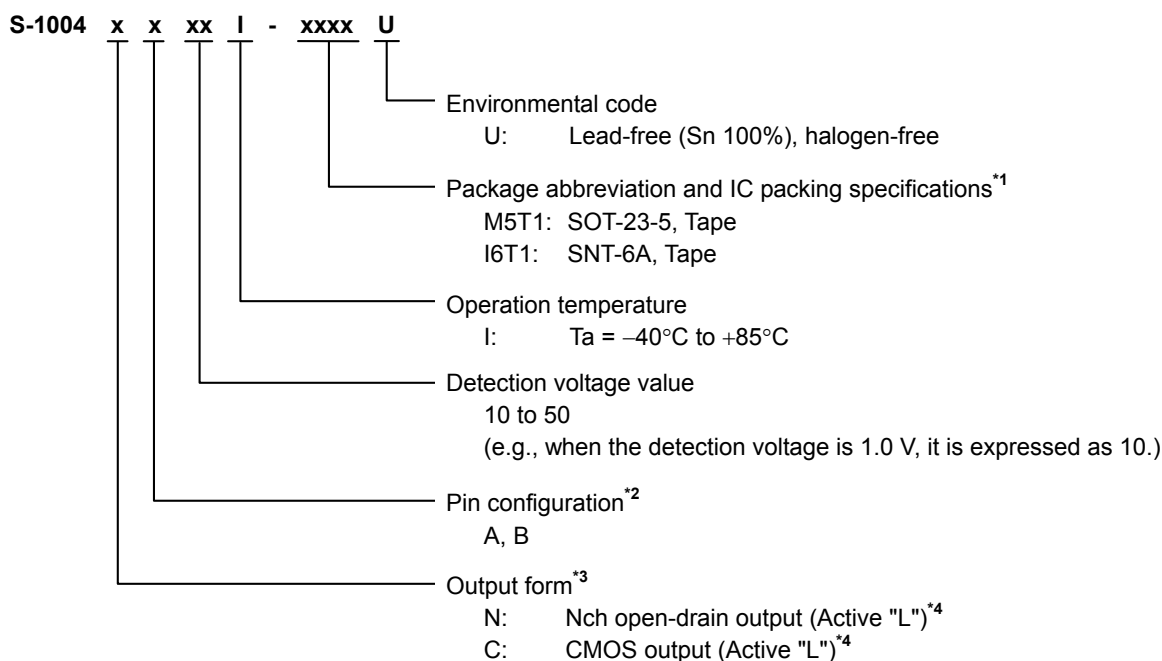 S-1004 x x xx I - xxxx U
Environmental code
U: Lead-free (Sn 100%), halogen-free
Package abbreviation and IC packing specifications*1
M5T1: SOT-23-5, Tape
I6T1: SNT-6A, Tape
Operation temperature
I: Ta = −40°C to +85°C
Detection voltage value
10 to 50
(e.g., when the detection voltage is 1.0 V, it is expressed as 10.)
Pin configuration*2
A, B
Output form*3
N: Nch open-drain output (Active "L")*4
C: CMOS output (Active "L")*4